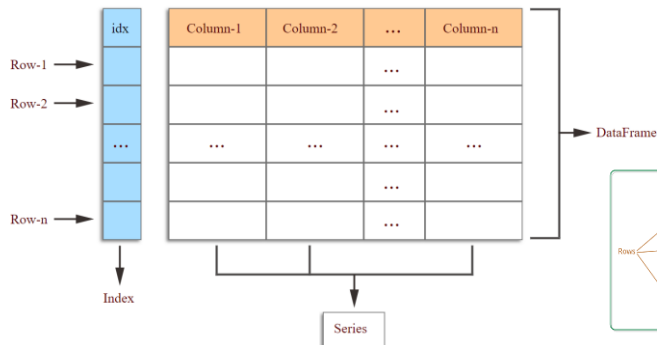 idx Column-1 Column-2 ... Column-n
Row-1 ...
Row-2 ...
... ... ... ... ...
DataFrame
...
Row-n ...
Rows
Index
Series